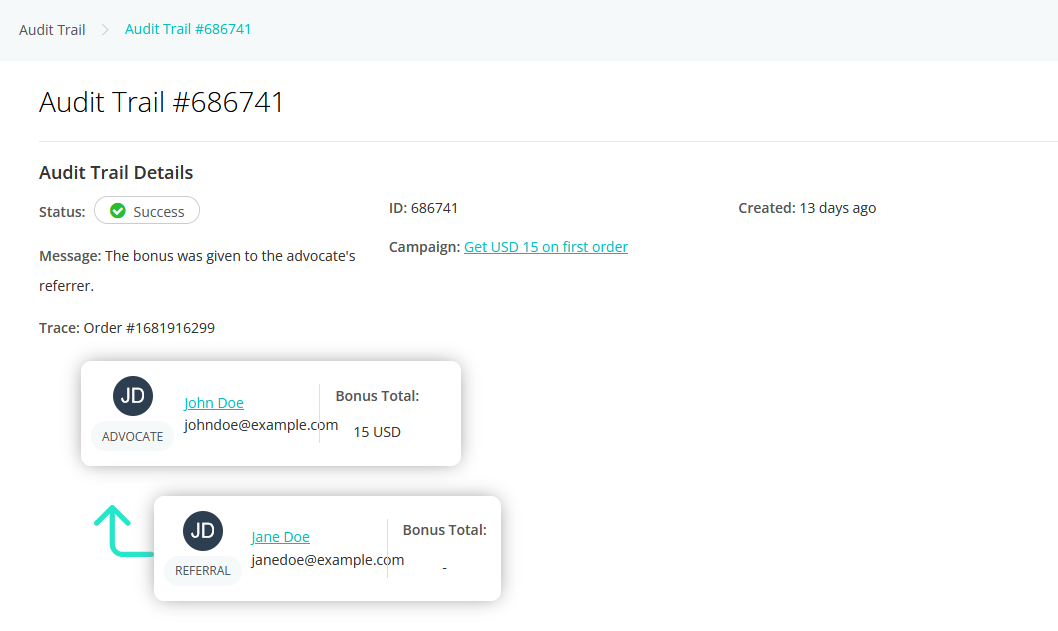 Audit Trail
Audit Trail #686741
Audit Trail #686741
Audit Trail Details
Status: Success
ID: 686741
Created: 13 days ago
Campaign: Get USD 15 on first order
Message: The bonus was given to the advocate's
referrer.
Trace: Order #1681916299
JD
ADVOCATE
John Doe
johndoe@example.com
Bonus Total:
15 USD
JD
REFERRAL
Jane Doe
janedoe@example.com
Bonus Total:
-